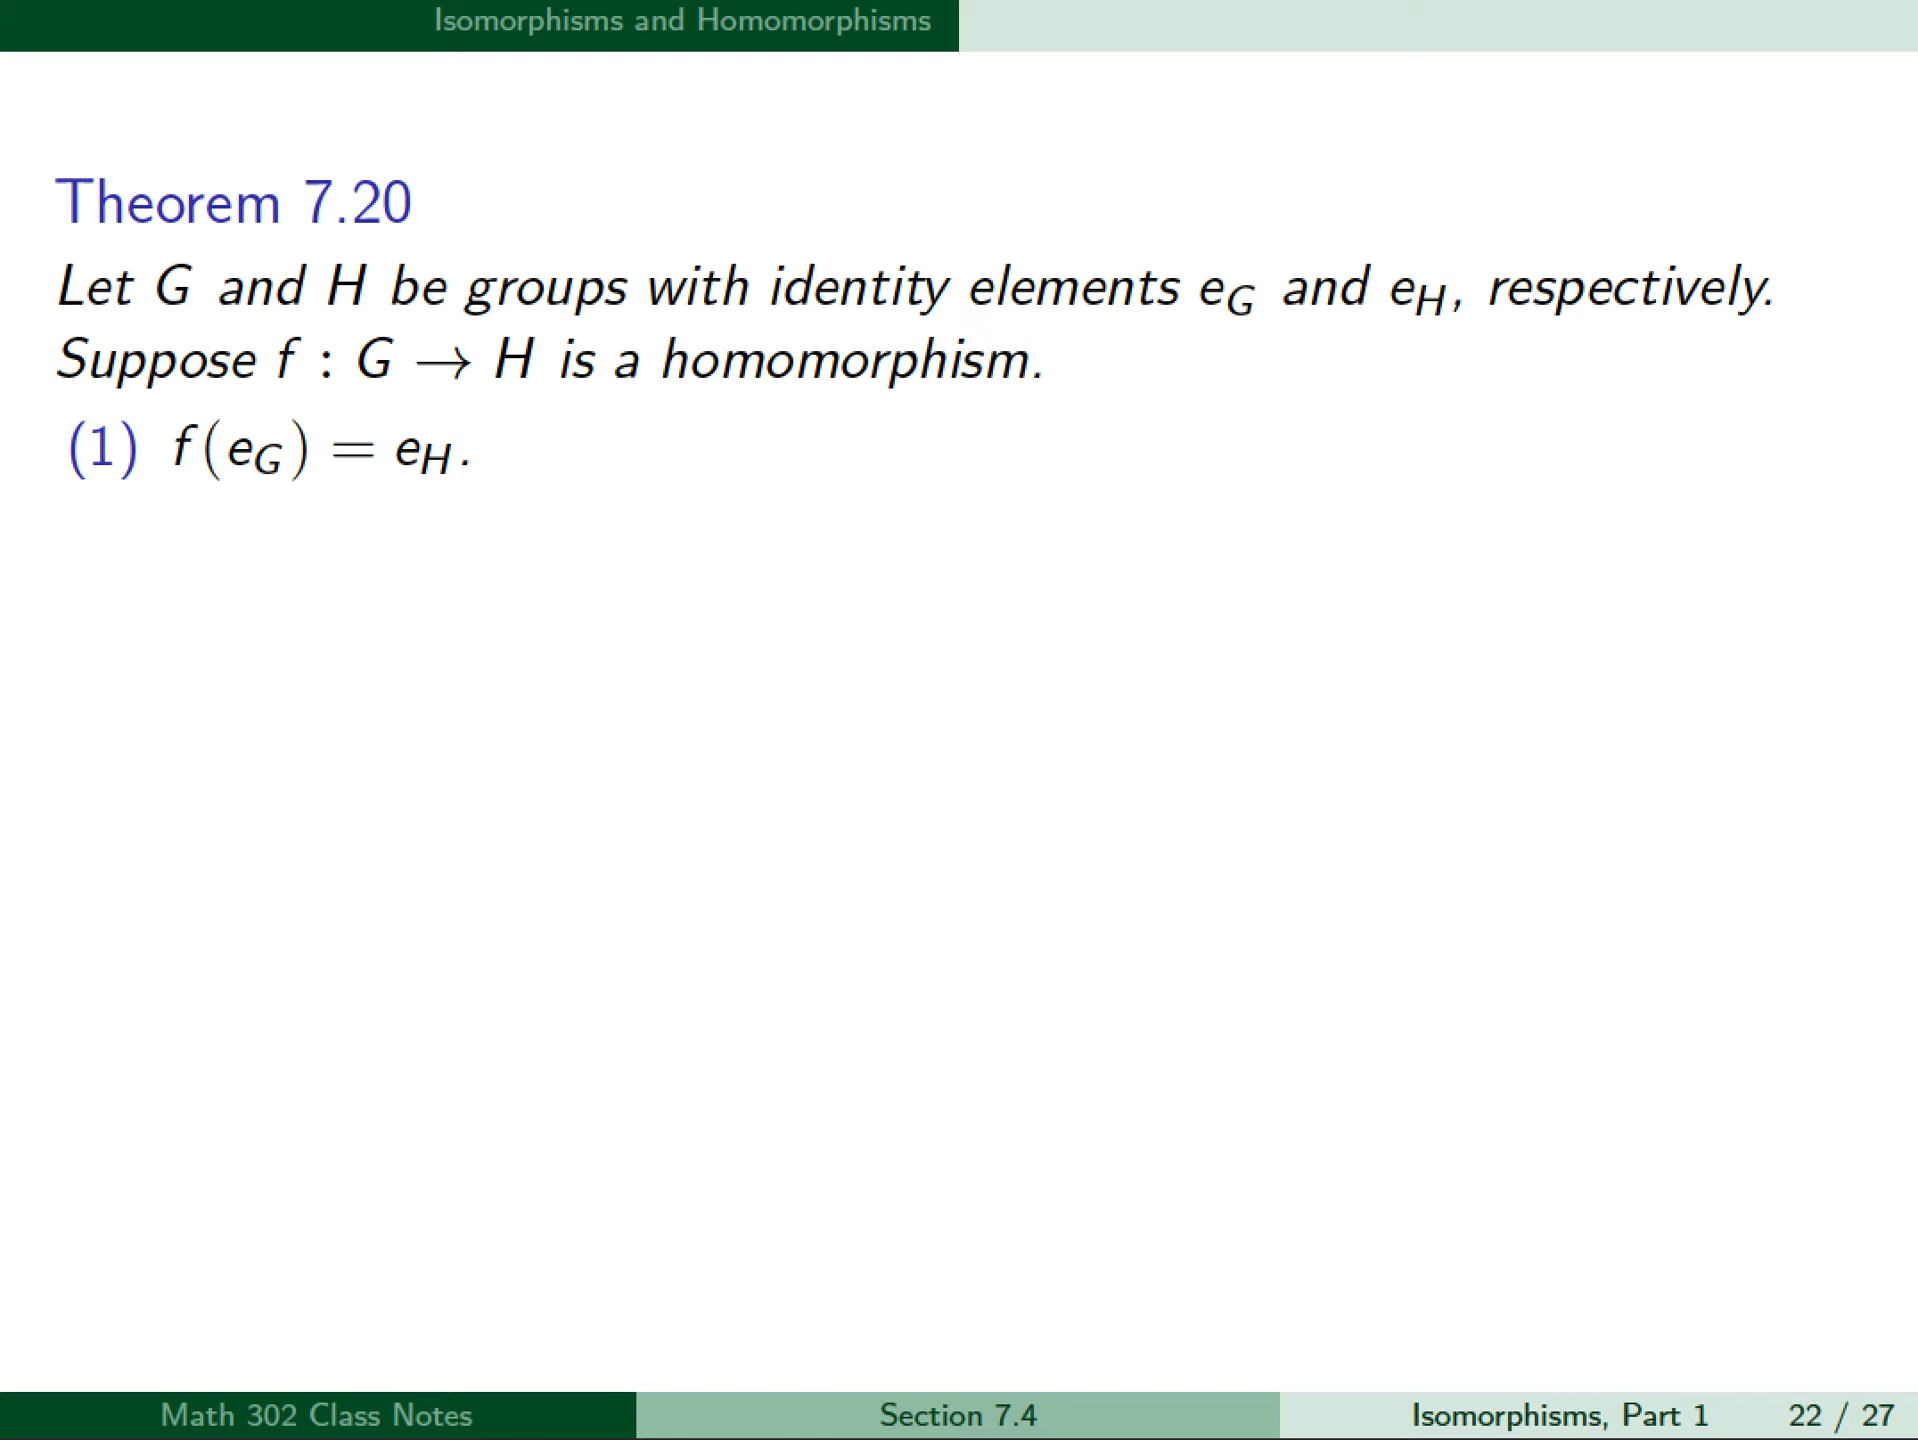 Isomorphisms and Homomorphisms
Theorem 7.20
Let G and H be groups with identity elements e_G and e_H, respectively.
Suppose f : G → H is a homomorphism.
(1) f(e_G) = e_H.
Math 302 Class Notes
Section 7.4
Isomorphisms, Part 1
22 / 27